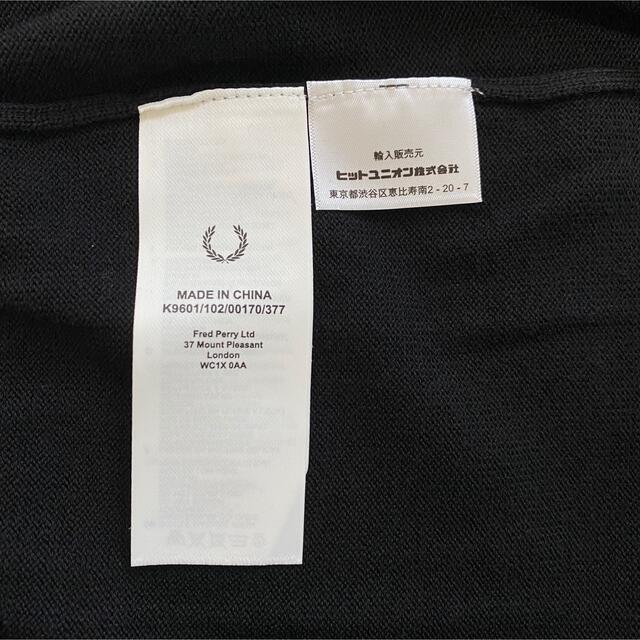 MADE IN CHINA
K9601/102/00170/377
Fred Perry Ltd
37 Mount Pleasant
London
WC1X 0AA
輸入販売元
ヒットユニオン株式会社
東京都渋谷区恵比寿南2-20-7